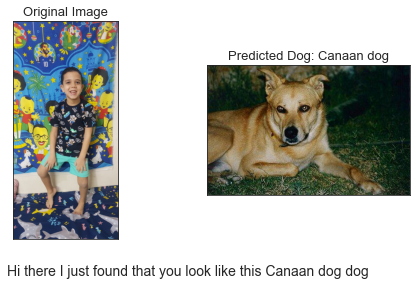 Original Image
Predicted Dog: Canaan dog
Hi there I just found that you look like this Canaan dog dog